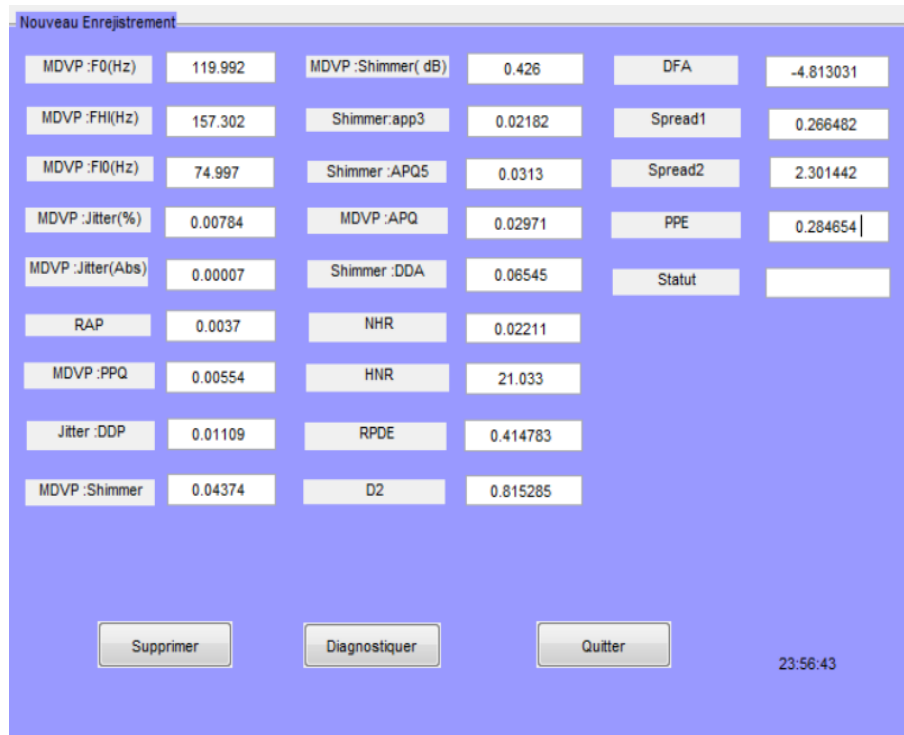 Nouveau Enrejistrement
MDVP :F0(Hz) 119.992 MDVP :Shimmer( dB) 0.426 DFA -4.813031
MDVP :FHI(Hz) 157.302 Shimmer:app3 0.02182 Spread1 0.266482
MDVP :Fl0(Hz) 74.997 Shimmer :APQ5 0.0313 Spread2 2.301442
MDVP :Jitter(%) 0.00784 MDVP :APQ 0.02971 PPE 0.284654
MDVP :Jitter(Abs) 0.00007 Shimmer :DDA 0.06545 Statut
RAP 0.0037 NHR 0.02211
MDVP :PPQ 0.00554 HNR 21.033
Jitter :DDP 0.01109 RPDE 0.414783
MDVP :Shimmer 0.04374 D2 0.815285
Supprimer Diagnostiquer Quitter
23:56:43